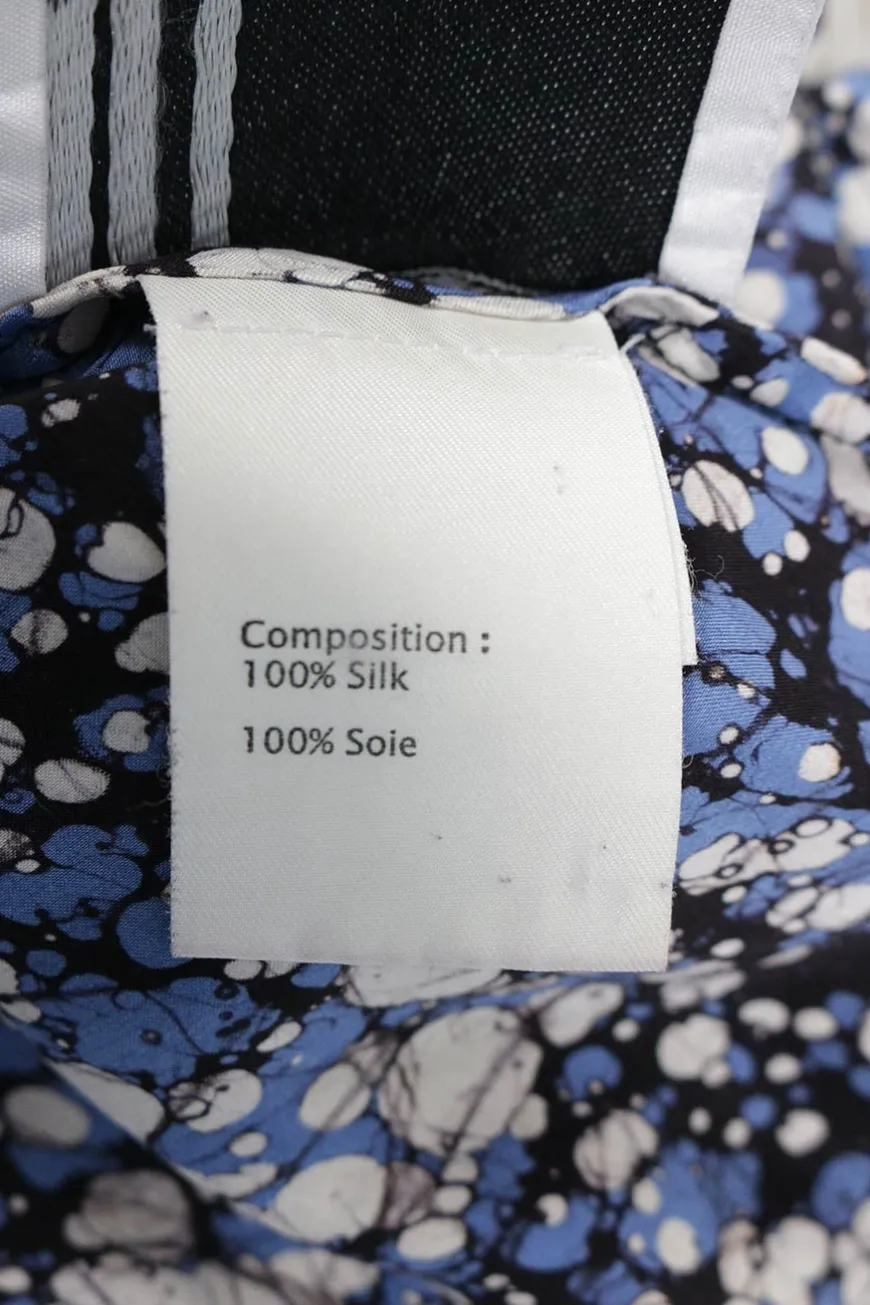 Composition :
100% Silk
100% Soie